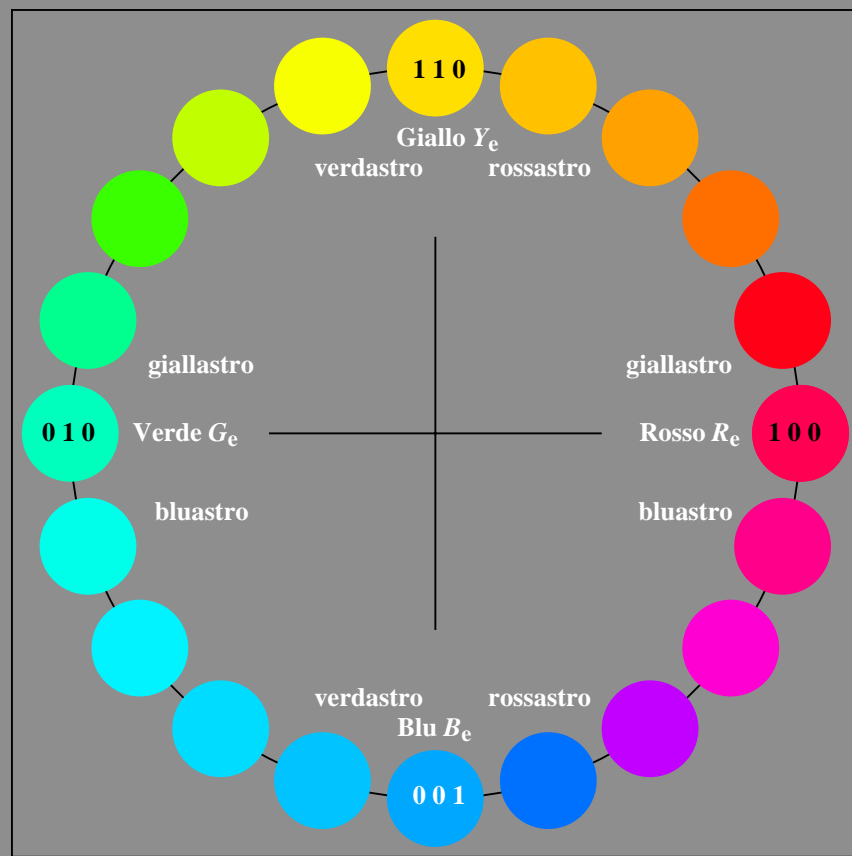 1 1 0
Giallo Ye
verdastro rossastro
giallastro giallastro
0 1 0 Verde Ge Rosso Re 1 0 0
bluastro bluastro
verdastro rossastro
Blu Be
0 0 1